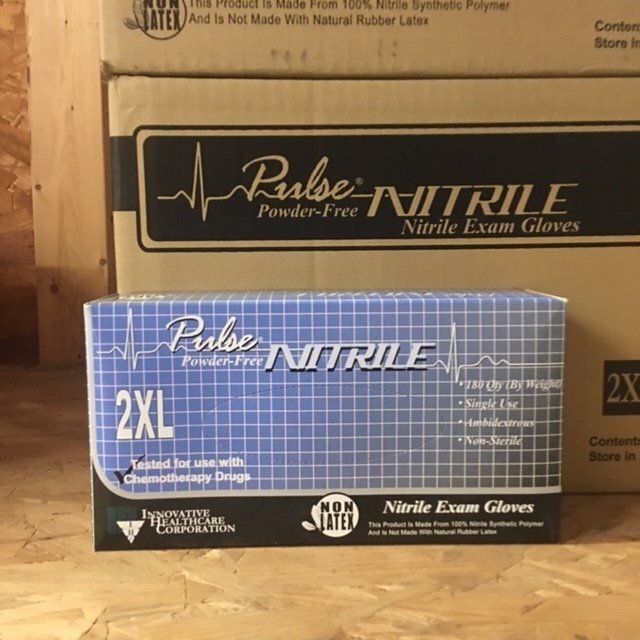 NON
LATEX
This Product Is Made From 100% Nitrile Synthetic Polymer
And Is Not Made With Natural Rubber Latex
Store in
Pulse® NITRILE
Powder-Free
Nitrile Exam Gloves
2X
Store in
Pulse NITRILE
Powder-Free
2XL
• 180 Qty (By Weight)
• Single Use
• Ambidextrous
• Non-Sterile
Tested for use with
Chemotherapy Drugs
INNOVATIVE
HEALTHCARE
CORPORATION
NON
LATEX
Nitrile Exam Gloves
This Product Is Made From 100% Nitrile Synthetic Polymer
And Is Not Made With Natural Rubber Latex